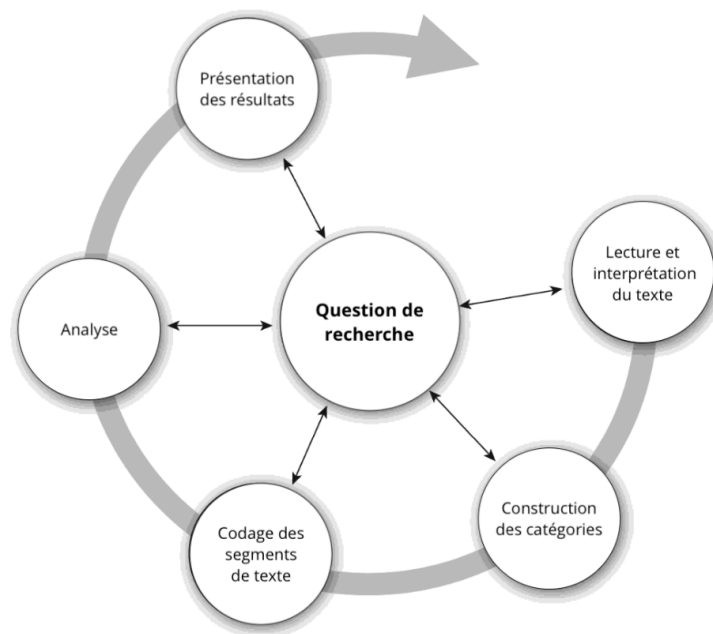 Présentation
des résultats
Lecture et
interprétation
du texte
Question de
recherche
Analyse
Construction
des catégories
Codage des
segments
de texte